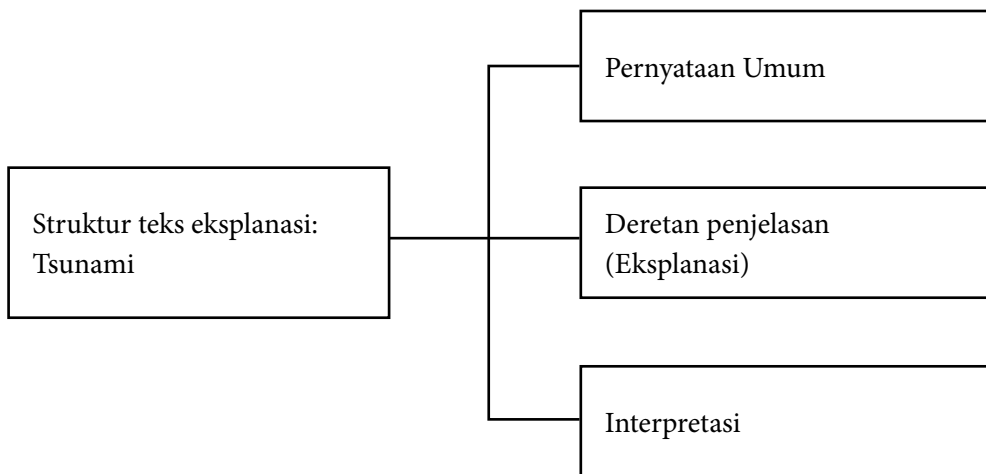 Struktur teks eksplanasi:
Tsunami
Pernyataan Umum
Deretan penjelasan
(Eksplanasi)
Interpretasi